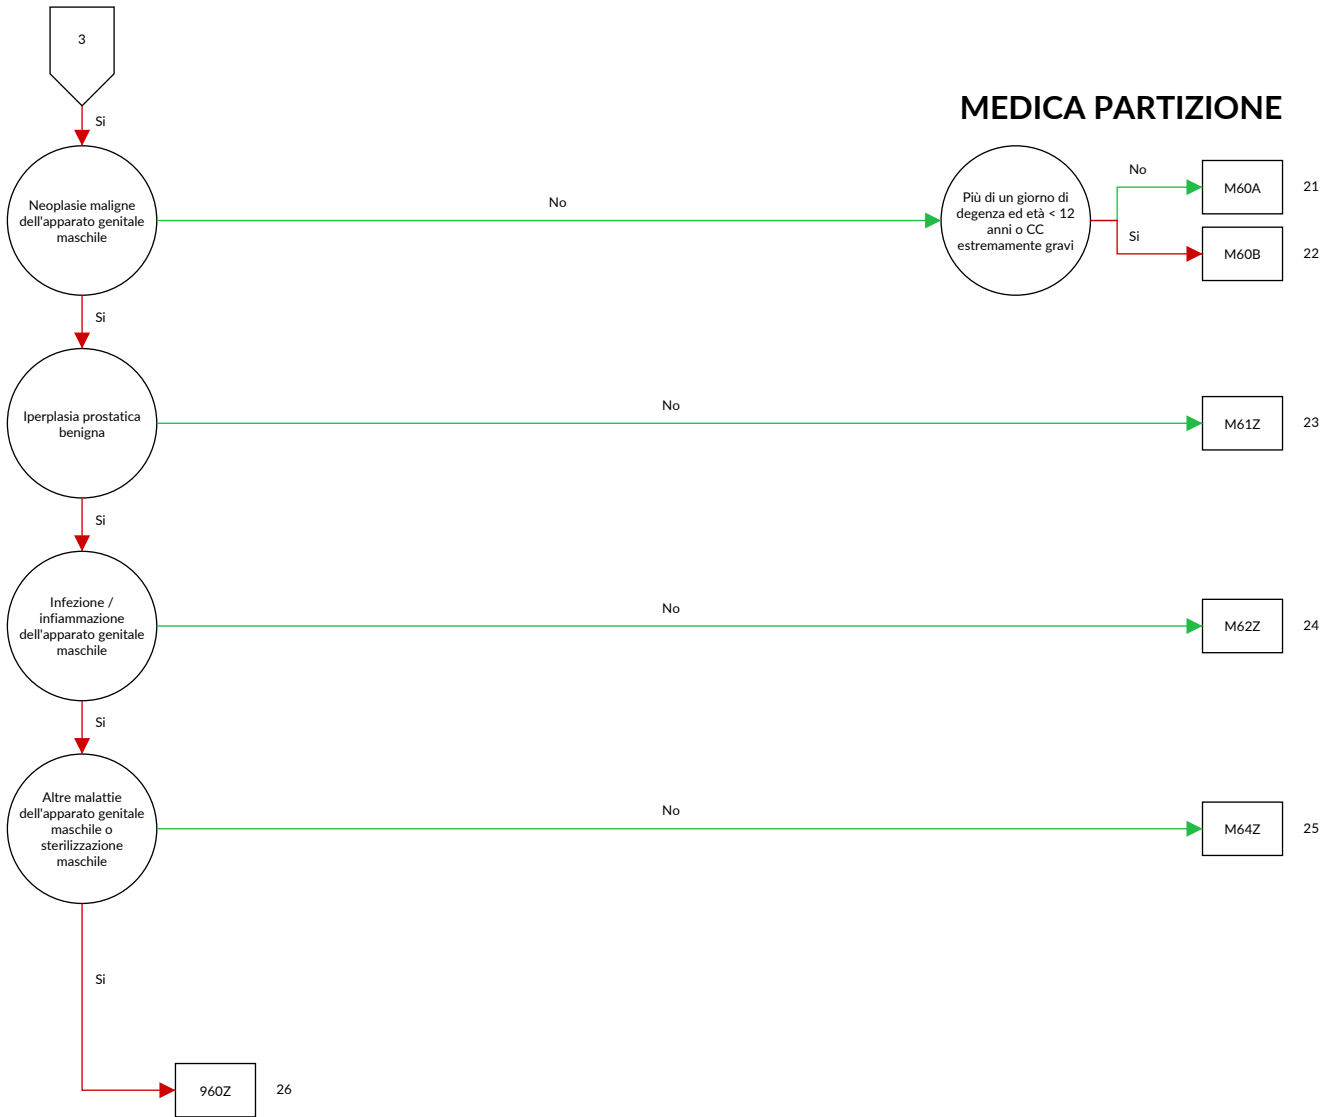 3
Si
MEDICA PARTIZIONE
Neoplasie maligne
dell'apparato genitale
maschile
No
Più di un giorno di
degenza ed età < 12
anni o CC
estremamente gravi
No
M60A
21
Si
M60B
22
Si
Iperplasia prostatica
benigna
No
M61Z
23
Si
Infezione /
infiammazione
dell'apparato genitale
maschile
No
M62Z
24
Si
Altre malattie
dell'apparato genitale
maschile o
sterilizzazione
maschile
No
M64Z
25
Si
960Z
26